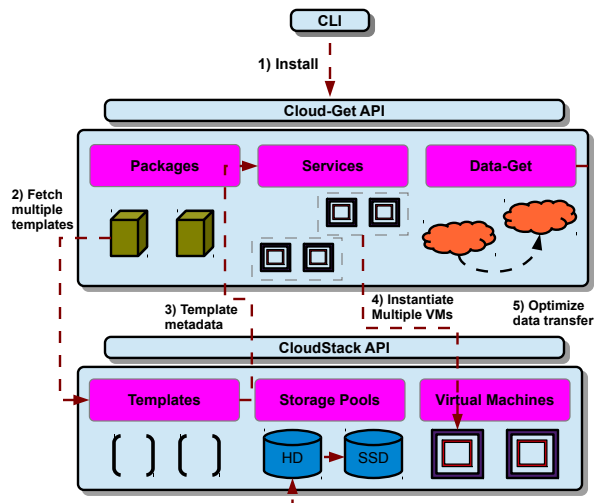 CLI
1) Install
Cloud-Get API
Packages
Services
Data-Get
2) Fetch
multiple
templates
3) Template
metadata
4) Instantiate
Multiple VMs
5) Optimize
data transfer
CloudStack API
Templates
Storage Pools
Virtual Machines
HD
SSD